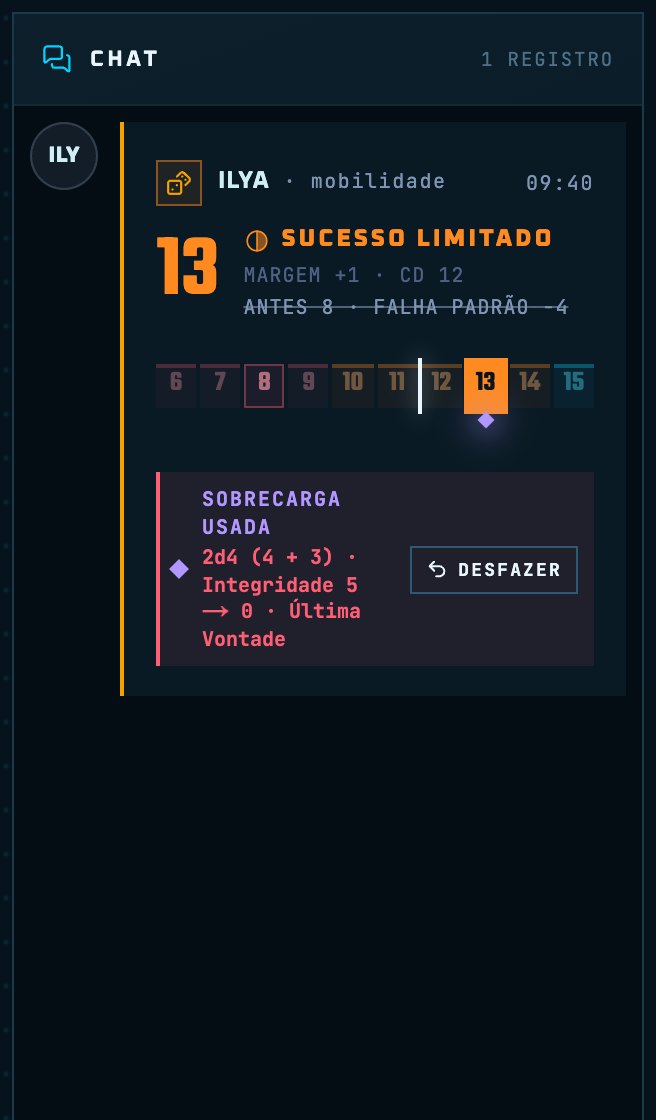 CHAT
1 REGISTRO
ILY
ILYA · mobilidade
09:40
13
SUCESSO LIMITADO
MARGEM +1 · CD 12
ANTES 8 · FALHA PADRÃO -4
6 7 8 9 10 11 12 13 14 15
SOBRECARGA
USADA
2d4 (4 + 3) ·
Integridade 5
⟶ 0 · Última
Vontade
DESFAZER